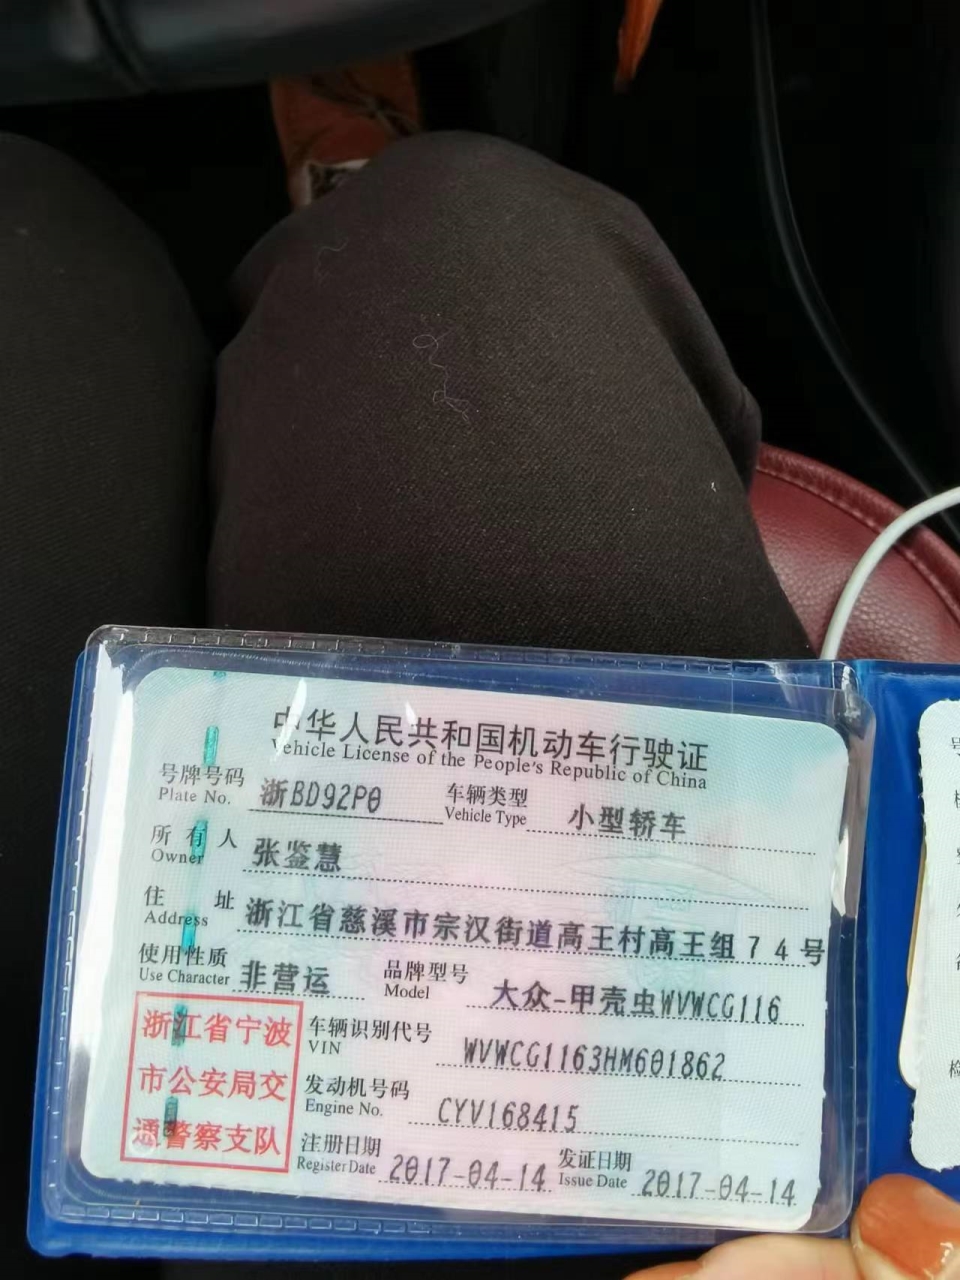 中华人民共和国机动车行驶证
Vehicle License of the People's Republic of China
号牌号码 浙BD92P0 车辆类型 小型轿车
Plate No. Vehicle Type
所有人 张鉴慧
Owner
住址 浙江省慈溪市宗汉街道高王村高王组74号
Address
使用性质 非营运 品牌型号 大众-甲壳虫WVWCG116
Use Character Model
浙江省宁波
市公安局交
通警察支队
车辆识别代号 WVWCG1163HM601862
VIN
发动机号码 CYV168415
Engine No.
注册日期 2017-04-14 发证日期 2017-04-14
Register Date Issue Date